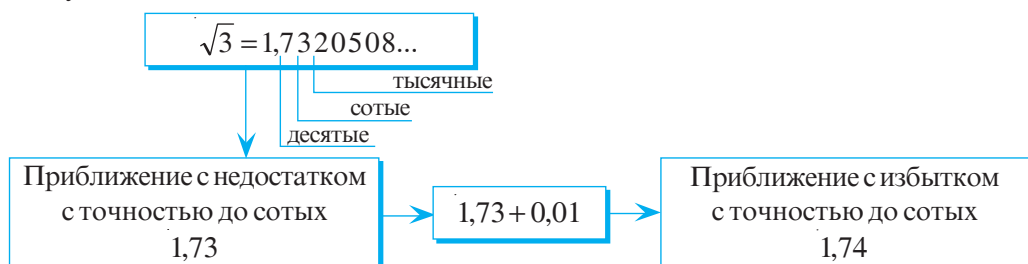 √3 = 1,7320508...
тысячные
сотые
десятые
Приближение с недостатком
с точностью до сотых
1,73
1,73 + 0,01
Приближение с избытком
с точностью до сотых
1,74